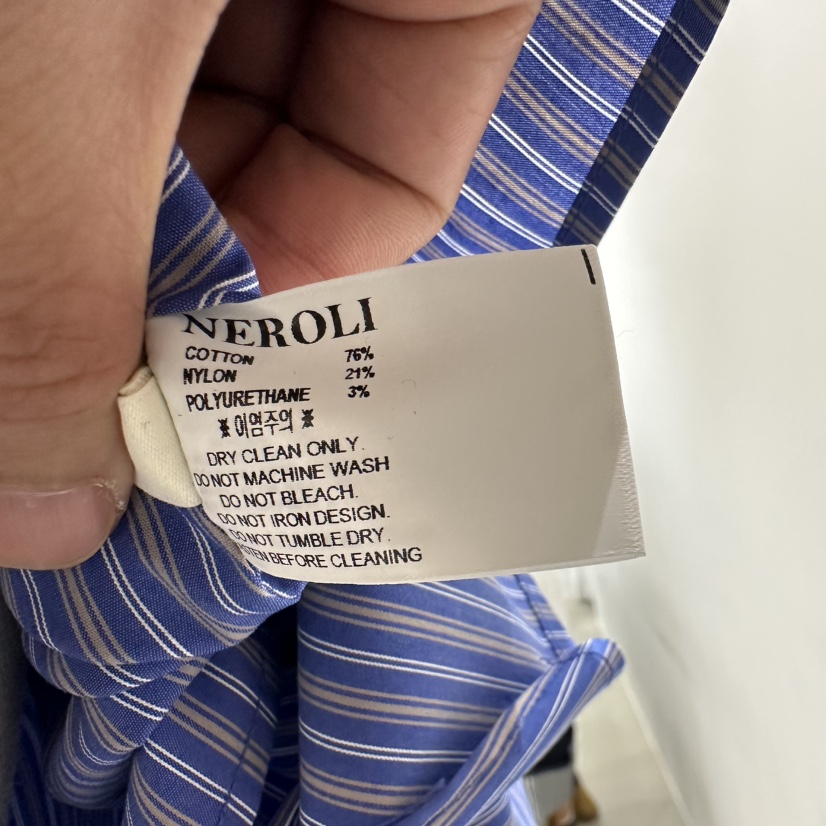 NEROLI
COTTON 76%
NYLON 21%
POLYURETHANE 3%
※이염주의※
DRY CLEAN ONLY.
DO NOT MACHINE WASH
DO NOT BLEACH.
DO NOT IRON DESIGN.
DO NOT TUMBLE DRY.
BEFORE CLEANING